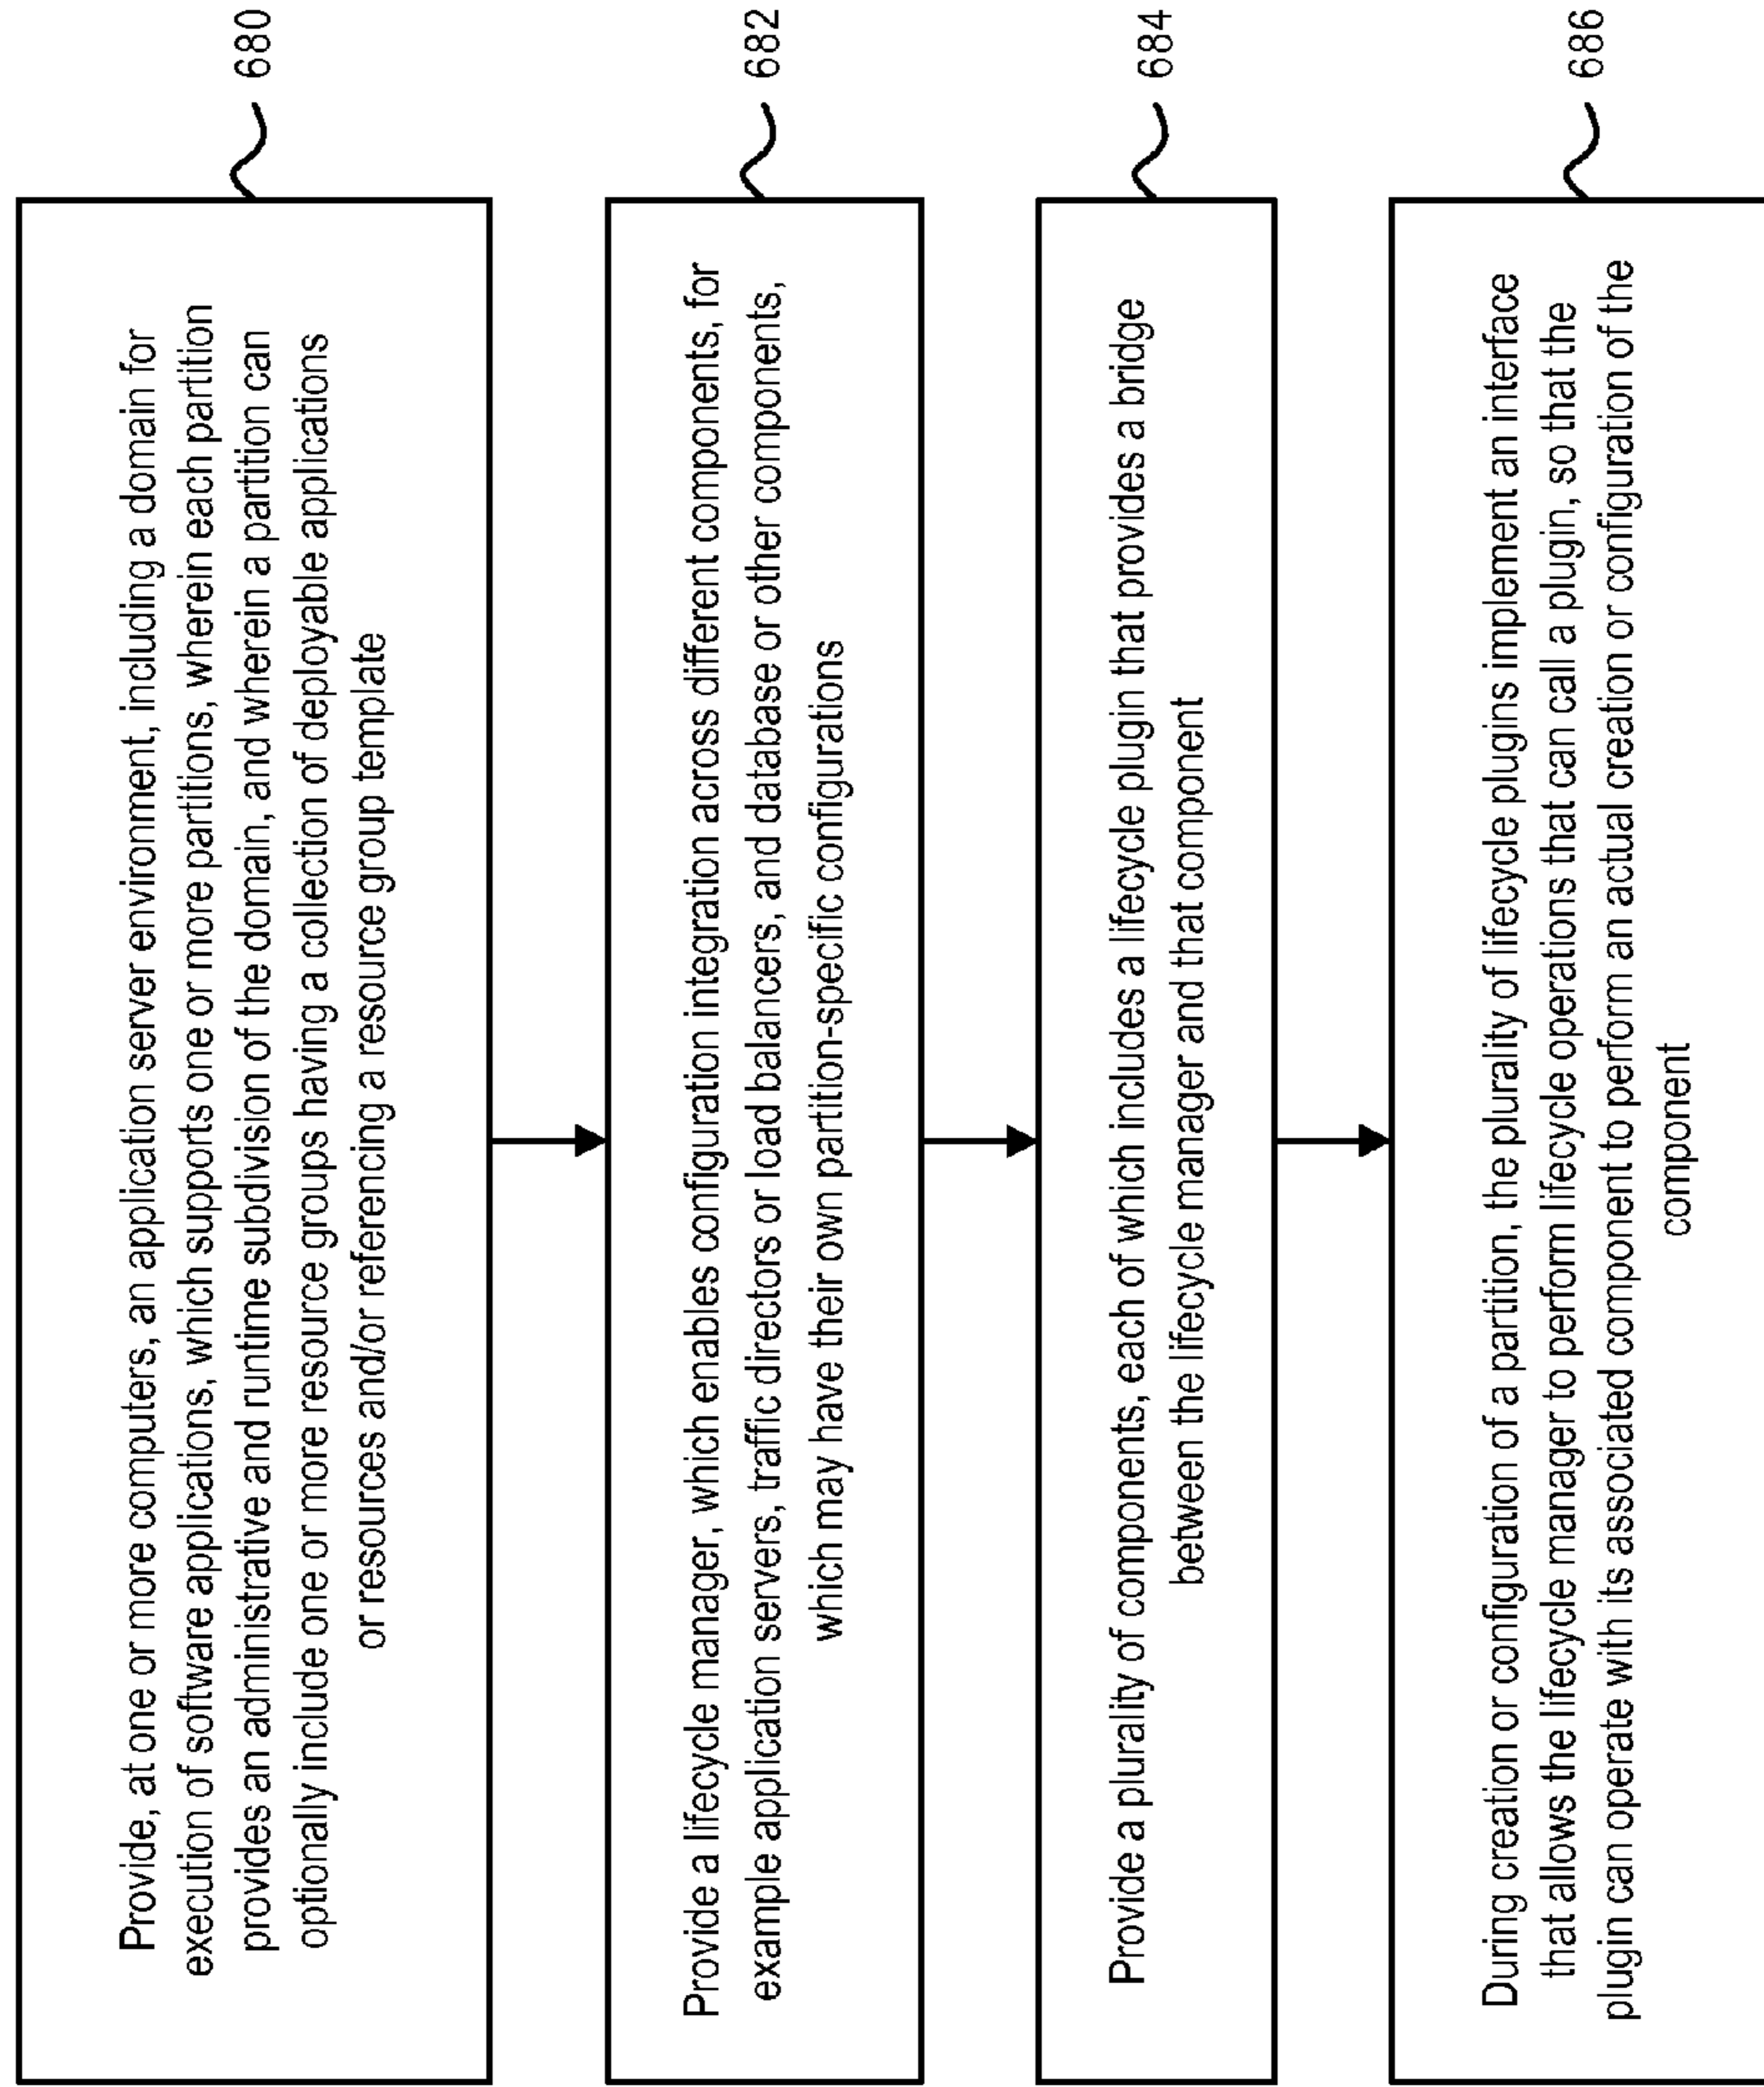 Provide, at one or more computers, an application server environment, including a domain for
execution of software applications, which supports one or more partitions, wherein each partition
provides an administrative and runtime subdivision of the domain, and wherein a partition can
optionally include one or more resource groups having a collection of deployable applications
or resources and/or referencing a resource group template
680
Provide a lifecycle manager, which enables configuration integration across different components, for
example application servers, traffic directors or load balancers, and database or other components,
which may have their own partition-specific configurations
682
Provide a plurality of components, each of which includes a lifecycle plugin that provides a bridge
between the lifecycle manager and that component
684
During creation or configuration of a partition, the plurality of lifecycle plugins implement an interface
that allows the lifecycle manager to perform lifecycle operations that can call a plugin, so that the
plugin can operate with its associated component to perform an actual creation or configuration of the
component
686